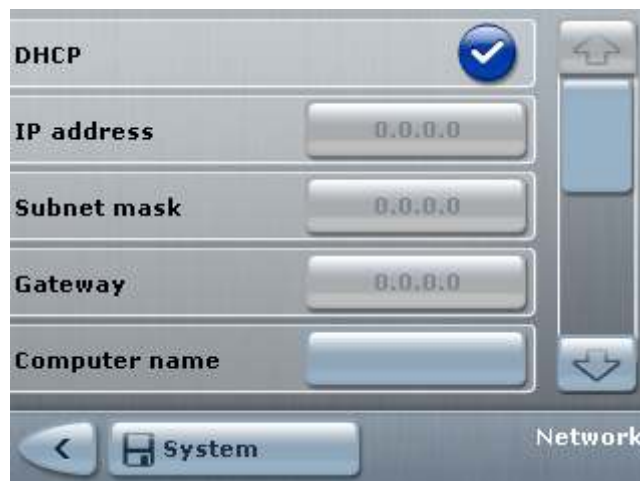 DHCP
IP address 0.0.0.0
Subnet mask 0.0.0.0
Gateway 0.0.0.0
Computer name
System
Network